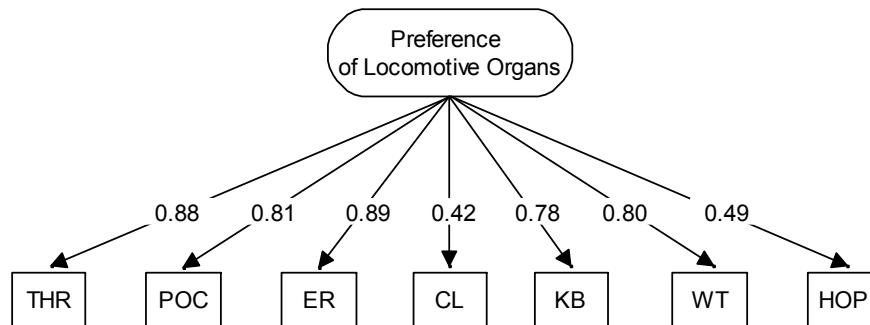 Preference
of Locomotive Organs
0.88 0.81 0.89 0.42 0.78 0.80 0.49
THR POC ER CL KB WT HOP